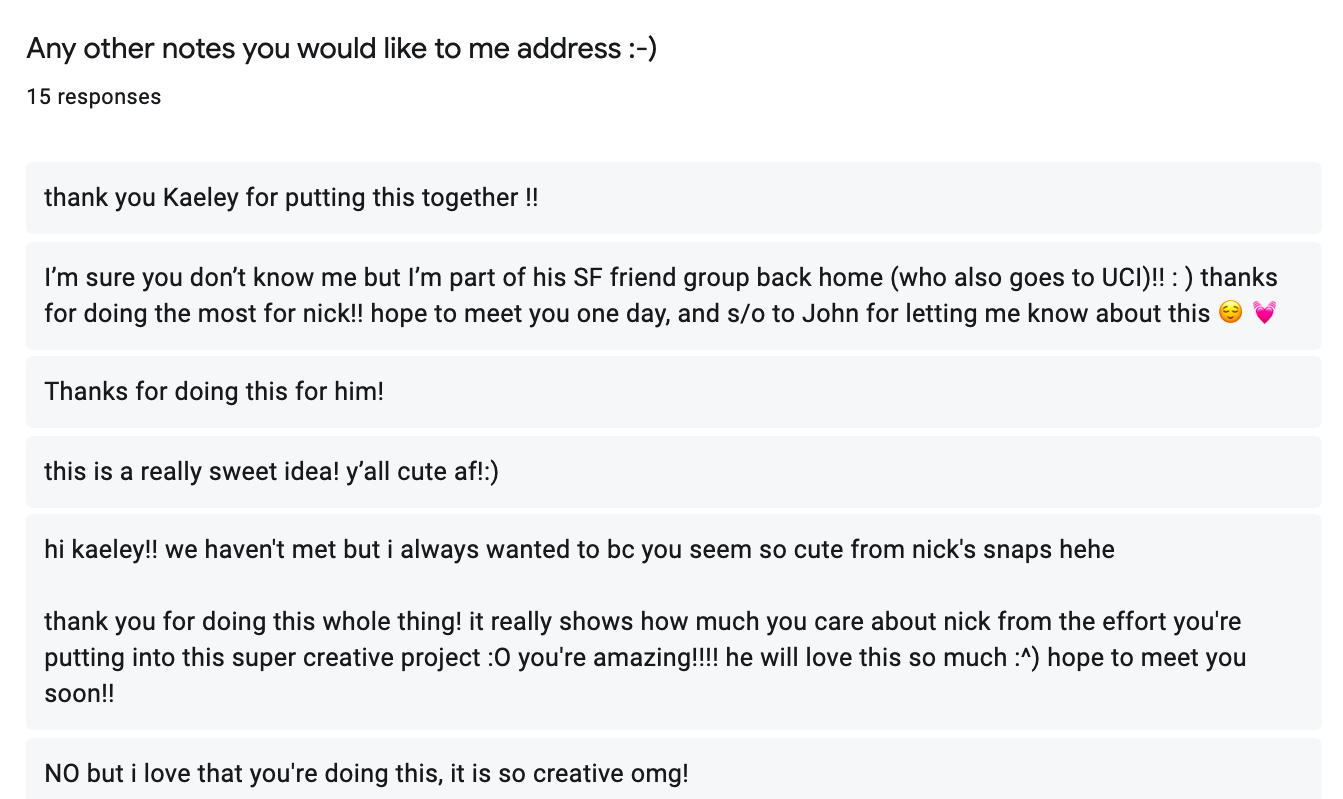 Any other notes you would like to me address :-)
15 responses
thank you Kaeley for putting this together !!
I’m sure you don’t know me but I’m part of his SF friend group back home (who also goes to UCI)!! : ) thanks
for doing the most for nick!! hope to meet you one day, and s/o to John for letting me know about this 😌 💓
Thanks for doing this for him!
this is a really sweet idea! y’all cute af!:)
hi kaeley!! we haven't met but i always wanted to bc you seem so cute from nick's snaps hehe
thank you for doing this whole thing! it really shows how much you care about nick from the effort you're
putting into this super creative project :O you're amazing!!!! he will love this so much :^) hope to meet you
soon!!
NO but i love that you're doing this, it is so creative omg!